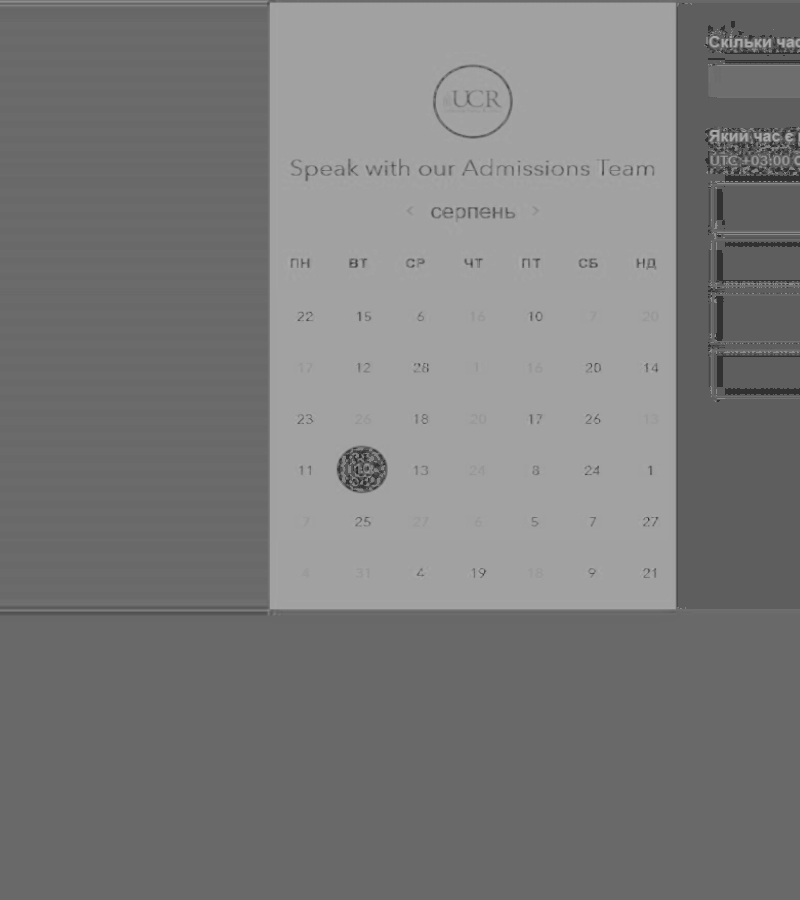 UCR
Speak with our Admissions Team
< серпень >
ПН ВТ СР ЧТ ПТ СБ НД
22 15 6 16 10 7 20
17 12 28 1 16 20 14
23 26 18 20 17 26 13
11 13 24 8 24 1
7 25 27 6 5 7 27
4 31 4 19 18 9 21
Скільки час
Який час є
UTC +03:00